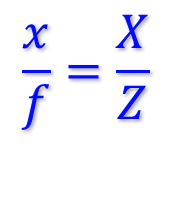 x/f = X/Z